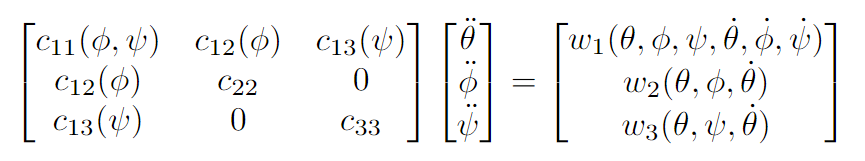 [c₁₁(ϕ, ψ) c₁₂(ϕ) c₁₃(ψ)] [θ̈] = [w₁(θ, ϕ, ψ, θ̇, ϕ̇, ψ̇)]
[c₁₂(ϕ) c₂₂ 0] [ϕ̈] = [w₂(θ, ϕ, θ̇)]
[c₁₃(ψ) 0 c₃₃] [ψ̈] = [w₃(θ, ψ, θ̇)]